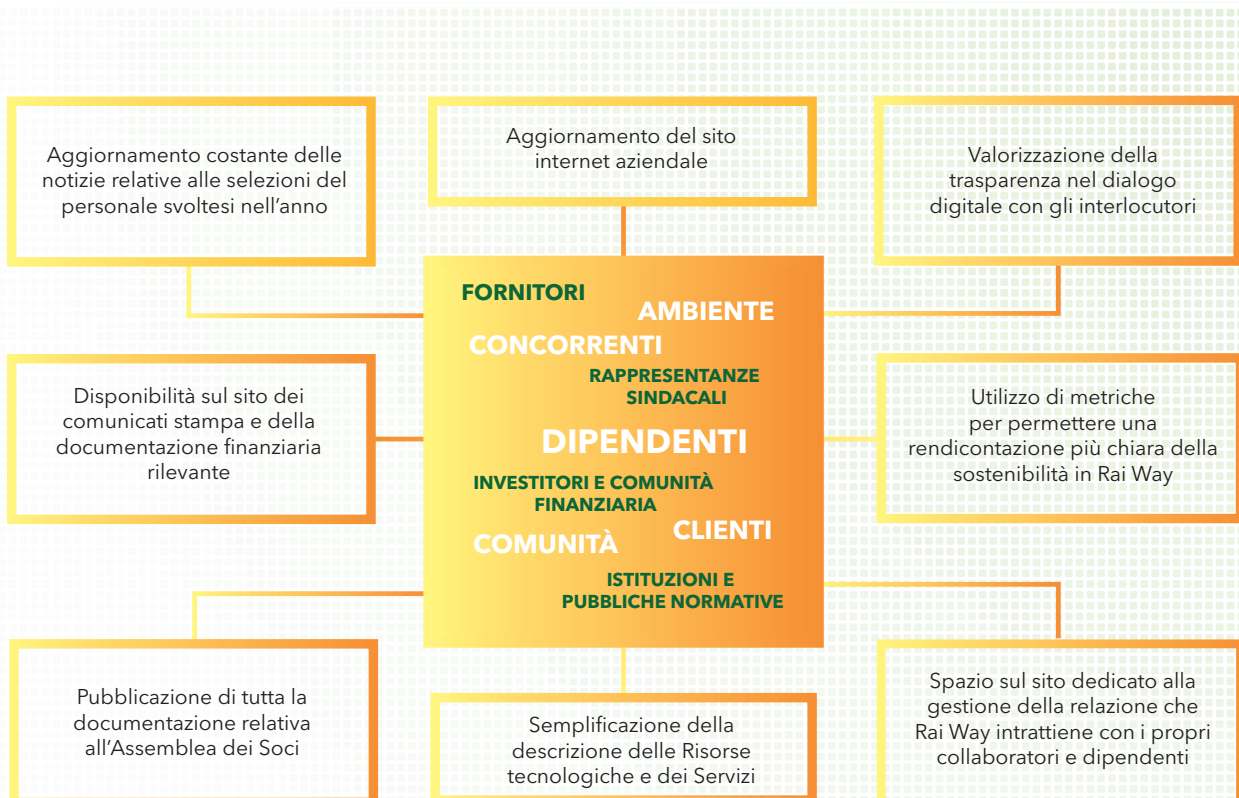 Aggiornamento costante delle
notizie relative alle selezioni del
personale svoltesi nell'anno
Aggiornamento del sito
internet aziendale
Valorizzazione della
trasparenza nel dialogo
digitale con gli interlocutori
FORNITORI
AMBIENTE
CONCORRENTI
RAPPRESENTANZE
SINDACALI
DIPENDENTI
INVESTITORI E COMUNITÀ
FINANZIARIA
CLIENTI
COMUNITÀ
ISTITUZIONI E
PUBBLICHE NORMATIVE
Disponibilità sul sito dei
comunicati stampa e della
documentazione finanziaria
rilevante
Utilizzo di metriche
per permettere una
rendicontazione più chiara della
sostenibilità in Rai Way
Pubblicazione di tutta la
documentazione relativa
all'Assemblea dei Soci
Semplificazione della
descrizione delle Risorse
tecnologiche e dei Servizi
Spazio sul sito dedicato alla
gestione della relazione che
Rai Way intrattiene con i propri
collaboratori e dipendenti